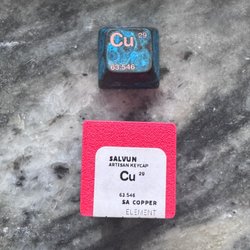 Cu 29
63.546
SALVUN
ARTISAN KEYCAP
Cu 29
63.546
SA COPPER
ELEMENT